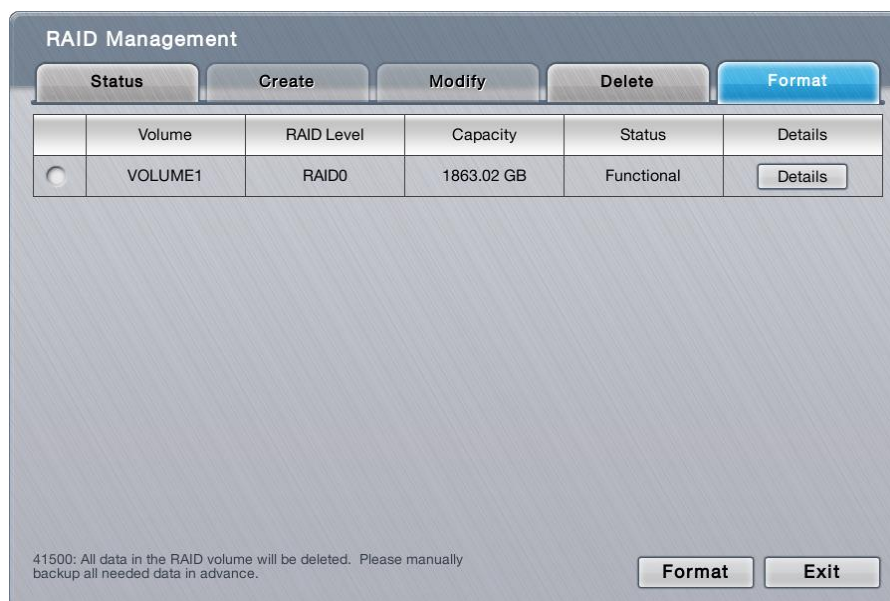 RAID Management
Status Create Modify Delete Format
Volume RAID Level Capacity Status Details
VOLUME1 RAID0 1863.02 GB Functional Details
41500: All data in the RAID volume will be deleted. Please manually
backup all needed data in advance.
Format Exit